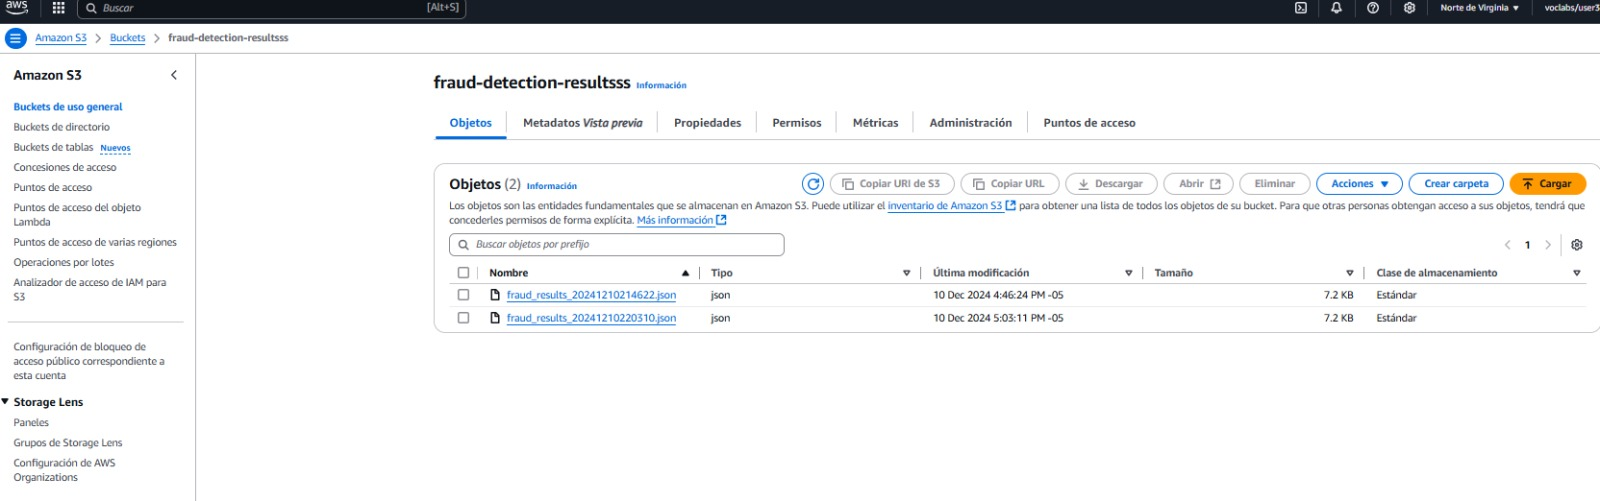 aws
Buscar
[Alt+S]
Norte de Virginia
voclabs/user3
Amazon S3 > Buckets > fraud-detection-resultsss
Amazon S3
Buckets de uso general
Buckets de directorio
Buckets de tablas Nuevos
Concesiones de acceso
Puntos de acceso
Puntos de acceso del objeto
Lambda
Puntos de acceso de varias regiones
Operaciones por lotes
Analizador de acceso de IAM para
S3
Configuración de bloqueo de
acceso público correspondiente a
esta cuenta
Storage Lens
Paneles
Grupos de Storage Lens
Configuración de AWS
Organizations
fraud-detection-resultsss Información
Objetos Metadatos Vista previa Propiedades Permisos Métricas Administración Puntos de acceso
Objetos (2) Información
Copiar URI de S3 Copiar URL Descargar Abrir Eliminar Acciones Crear carpeta Cargar
Los objetos son las entidades fundamentales que se almacenan en Amazon S3. Puede utilizar el inventario de Amazon S3 para obtener una lista de todos los objetos de su bucket. Para que otras personas obtengan acceso a sus objetos, tendrá que
concederles permisos de forma explícita. Más información
Buscar objetos por prefijo
1
Nombre Tipo Última modificación Tamaño Clase de almacenamiento
fraud_results_20241210214622.json json 10 Dec 2024 4:46:24 PM -05 7.2 KB Estándar
fraud_results_20241210220310.json json 10 Dec 2024 5:03:11 PM -05 7.2 KB Estándar